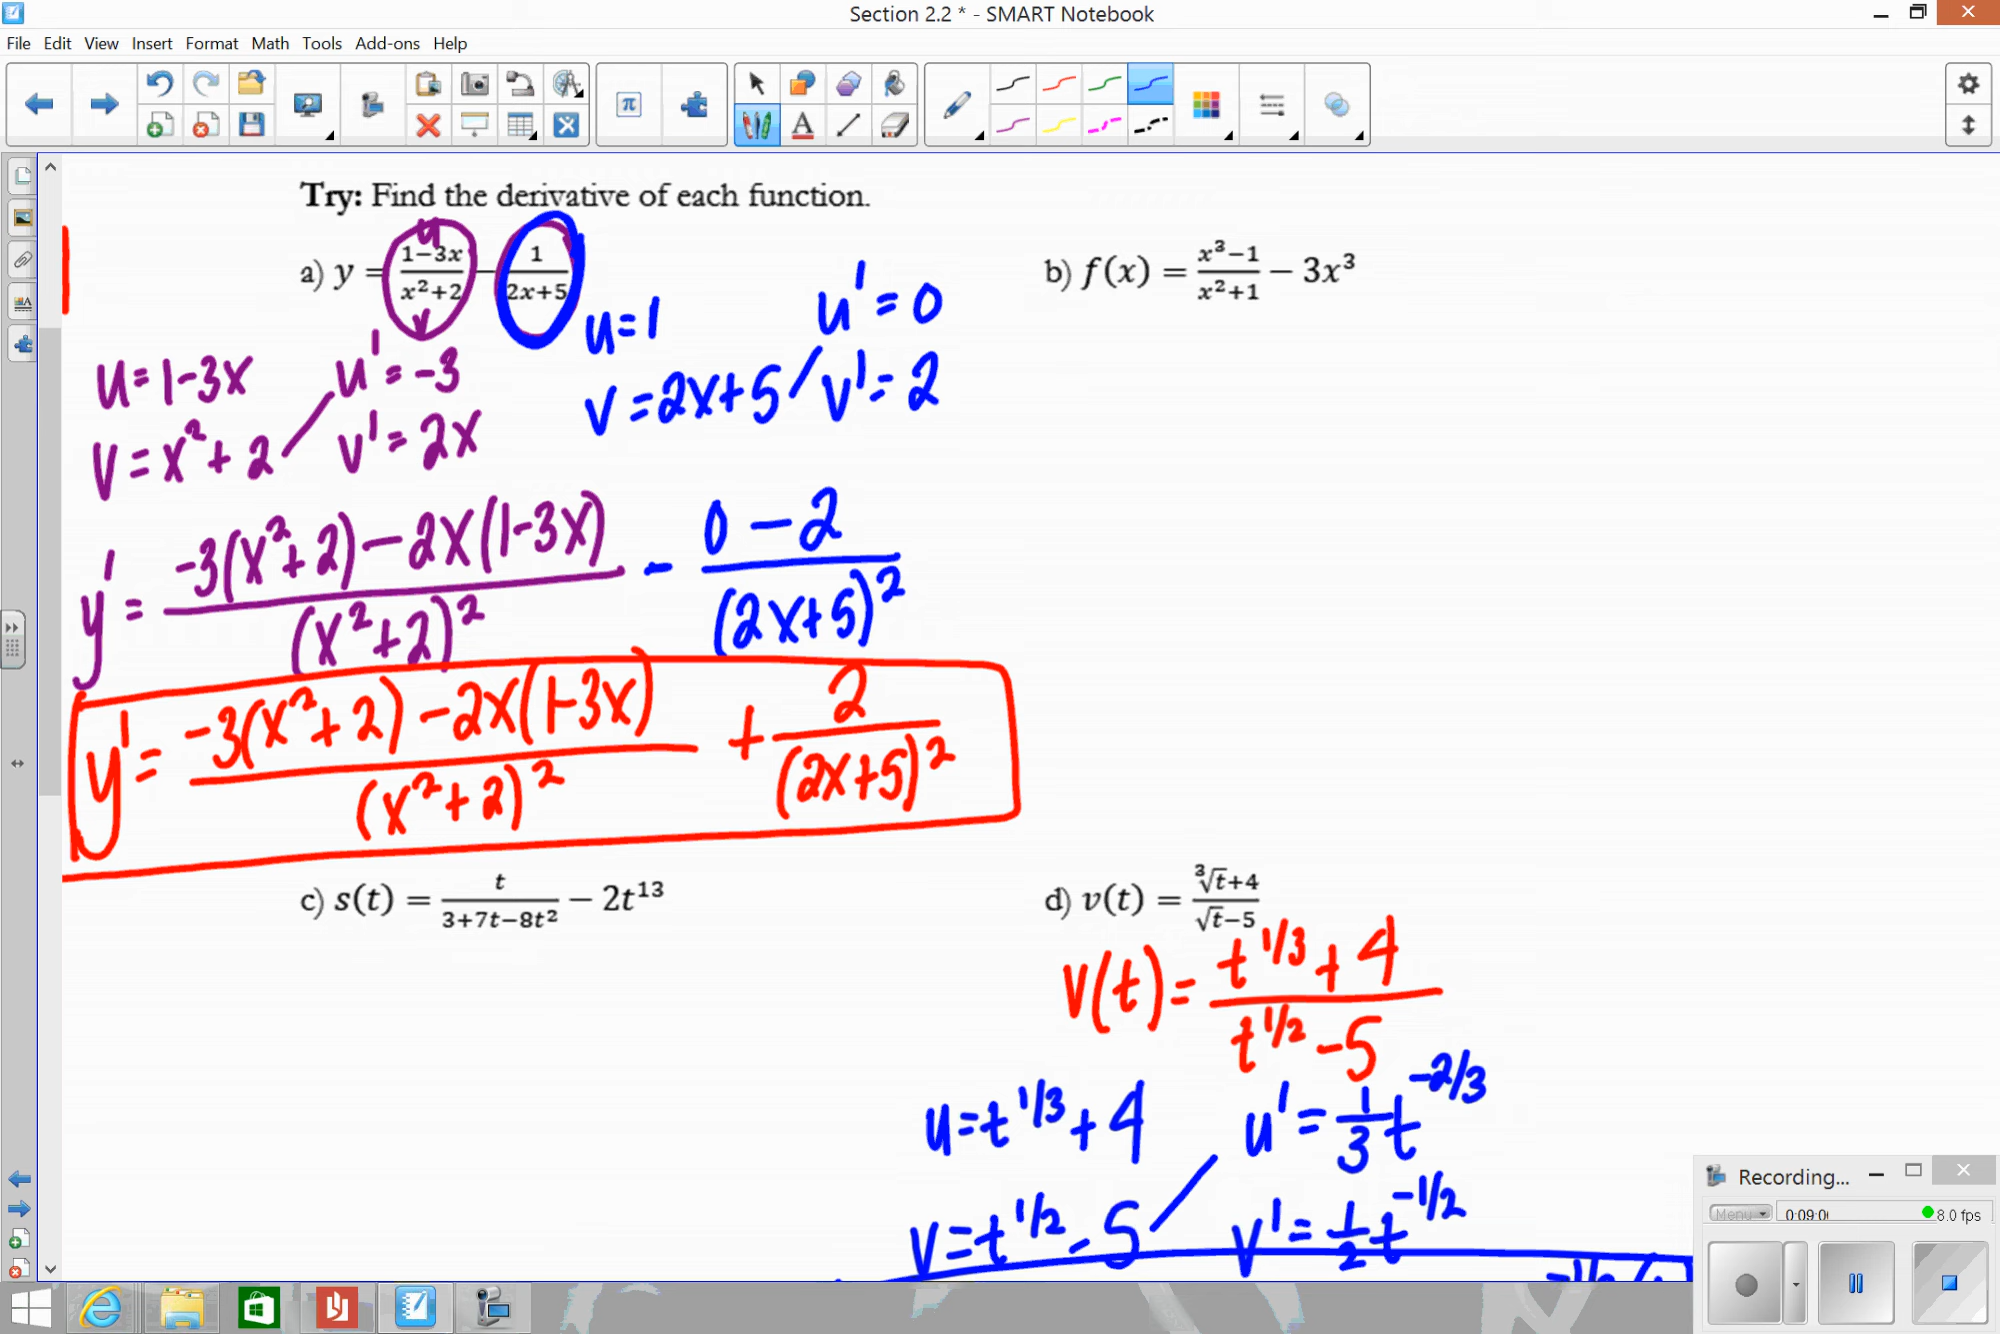 Section 2.2 * - SMART Notebook
File Edit View Insert Format Math Tools Add-ons Help
Try: Find the derivative of each function.
a) y = (1−3x)/(x²+2) − 1/(2x+5)
u
v
b) f(x) = (x³−1)/(x²+1) − 3x³
u=1 u'=0
v=2x+5 v'=2
u=1-3x u'=-3
v=x²+2 v'=2x
y' = (-3(x²+2)-2x(1-3x))/(x²+2)² - (0-2)/(2x+5)²
y' = (-3(x²+2)-2x(1-3x))/(x²+2)² + 2/(2x+5)²
c) s(t) = t/(3+7t−8t²) − 2t¹³
d) v(t) = (∛t+4)/(√t−5)
v(t) = (t^1/3 + 4)/(t^1/2 - 5)
u=t^1/3 + 4 u' = 1/3 t^-2/3
v=t^1/2 - 5 v' = 1/2 t^-1/2
Recording...
Menu 0:09:0 8.0 fps